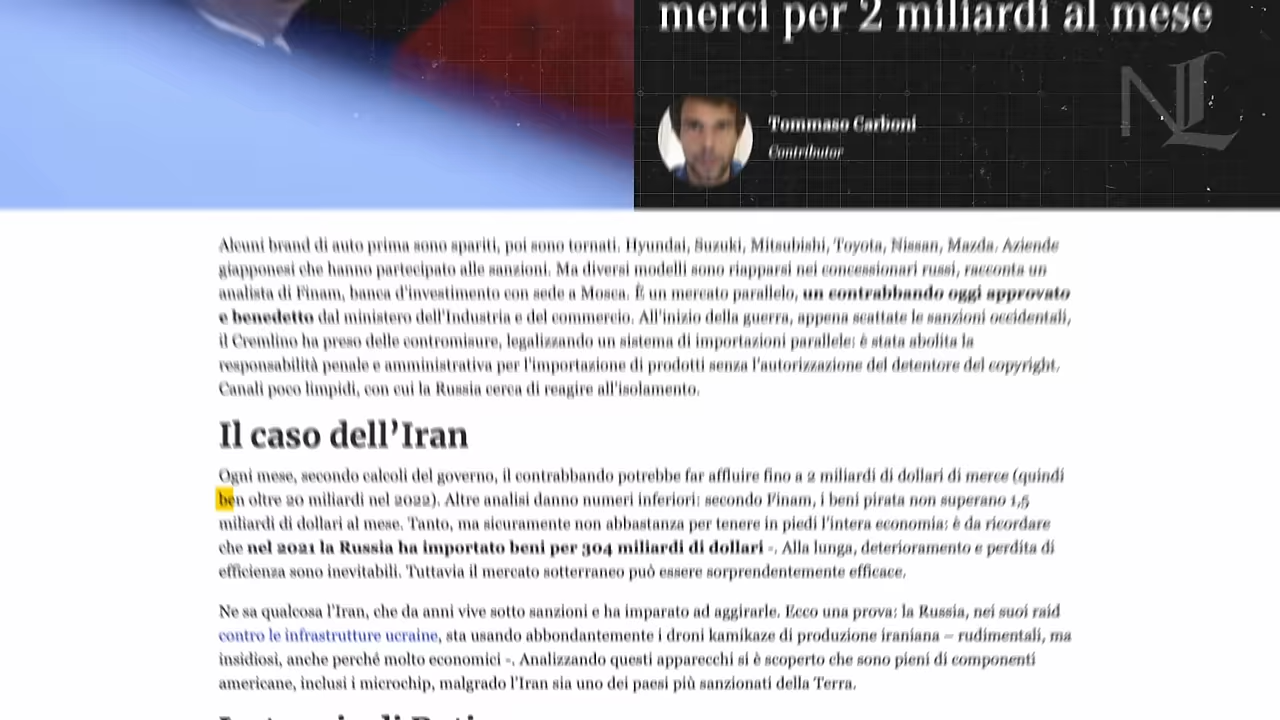 merci per 2 miliardi al mese
NL
Tommaso Carboni
Contributor
Alcuni brand di auto prima sono spariti, poi sono tornati. Hyundai, Suzuki, Mitsubishi, Toyota, Nissan, Mazda. Aziende
giapponesi che hanno partecipato alle sanzioni. Ma diversi modelli sono riapparsi nei concessionari russi, racconta un
analista di Finam, banca d'investimento con sede a Mosca. È un mercato parallelo, un contrabbando oggi approvato
e benedetto dal ministero dell'Industria e del commercio. All'inizio della guerra, appena scattate le sanzioni occidentali,
il Cremlino ha preso delle contromisure, legalizzando un sistema di importazioni parallele: è stata abolita la
responsabilità penale e amministrativa per l'importazione di prodotti senza l'autorizzazione del detentore del copyright.
Canali poco limpidi, con cui la Russia cerca di reagire all'isolamento.
Il caso dell'Iran
Ogni mese, secondo calcoli del governo, il contrabbando potrebbe far affluire fino a 2 miliardi di dollari di merce (quindi
ben oltre 20 miliardi nel 2022). Altre analisi danno numeri inferiori: secondo Finam, i beni pirata non superano 1,5
miliardi di dollari al mese. Tanto, ma sicuramente non abbastanza per tenere in piedi l'intera economia: è da ricordare
che nel 2021 la Russia ha importato beni per 304 miliardi di dollari -. Alla lunga, deterioramento e perdita di
efficienza sono inevitabili. Tuttavia il mercato sotterraneo può essere sorprendentemente efficace.
Ne sa qualcosa l'Iran, che da anni vive sotto sanzioni e ha imparato ad aggirarle. Ecco una prova: la Russia, nei suoi raid
contro le infrastrutture ucraine, sta usando abbondantemente i droni kamikaze di produzione iraniana – rudimentali, ma
insidiosi, anche perché molto economici -. Analizzando questi apparecchi si è scoperto che sono pieni di componenti
americane, inclusi i microchip, malgrado l'Iran sia uno dei paesi più sanzionati della Terra.